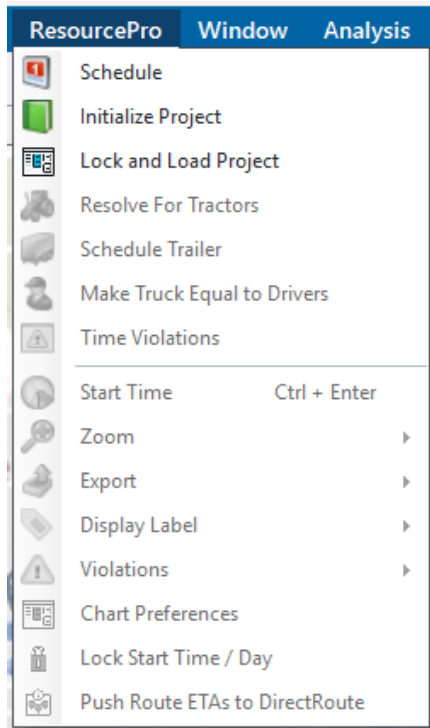 ResourcePro Window Analysis
Schedule
Initialize Project
Lock and Load Project
Resolve For Tractors
Schedule Trailer
Make Truck Equal to Drivers
Time Violations
Start Time Ctrl + Enter
Zoom
Export
Display Label
Violations
Chart Preferences
Lock Start Time / Day
Push Route ETAs to DirectRoute